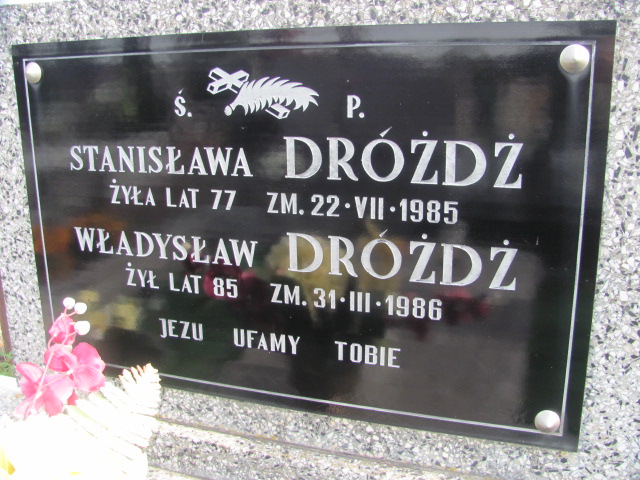 Ś. P.
STANISŁAWA DRÓŻDŻ
ŻYŁA LAT 77 ZM. 22·VII·1985
WŁADYSŁAW DRÓŻDŻ
ŻYŁ LAT 85 ZM. 31·III·1986
JEZU UFAMY TOBIE